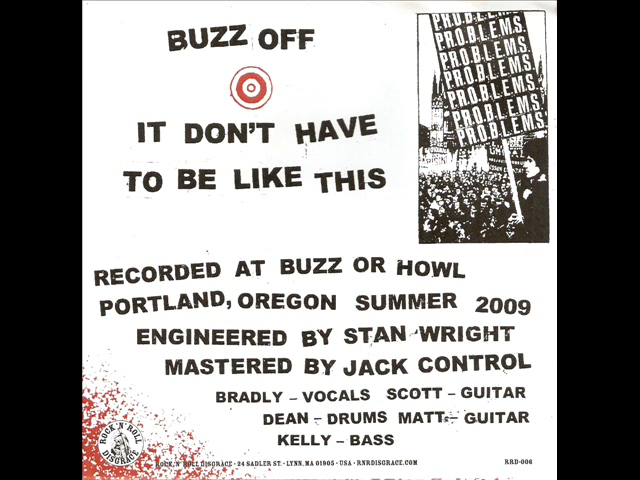 BUZZ OFF
IT DON'T HAVE
TO BE LIKE THIS
P.R.O.B.L.E.M.S.
P.R.O.B.L.E.M.S.
P.R.O.B.L.E.M.S.
P.R.O.B.L.E.M.S.
P.R.O.B.L.E.M.S.
P.R.O.B.L.E.M.S.
P.R.O.B.L.E.M.S.
RECORDED AT BUZZ OR HOWL
PORTLAND, OREGON SUMMER 2009
ENGINEERED BY STAN WRIGHT
MASTERED BY JACK CONTROL
BRADLY - VOCALS SCOTT - GUITAR
DEAN - DRUMS MATT - GUITAR
KELLY - BASS
ROCK 'N' ROLL
DISGRACE
ROCK 'N' ROLL DISGRACE · 24 SADLER ST. · LYNN, MA 01905 · USA · RNRDISGRACE.COM
RRD-006